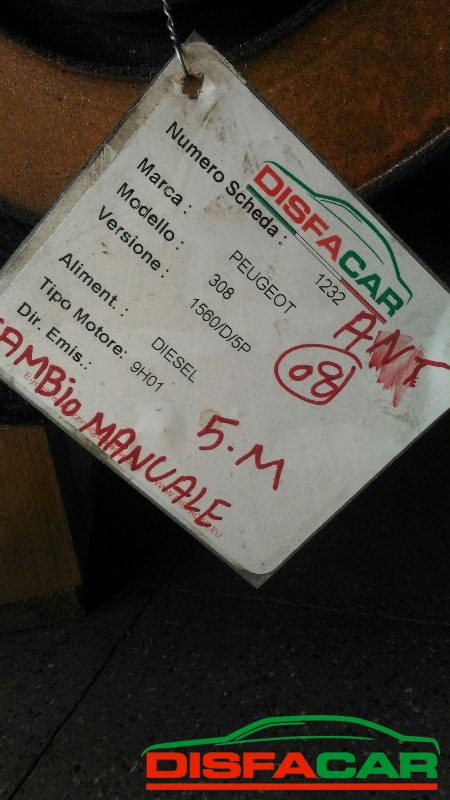 DISFACAR
Numero Scheda : 1232
Marca : PEUGEOT
Modello : 308
Versione : 1560/D/5P
Aliment. : DIESEL
Tipo Motore: 9H01
Dir. Emis.:
ANT
08
5.M
CAMBIO MANUALE
DISFACAR